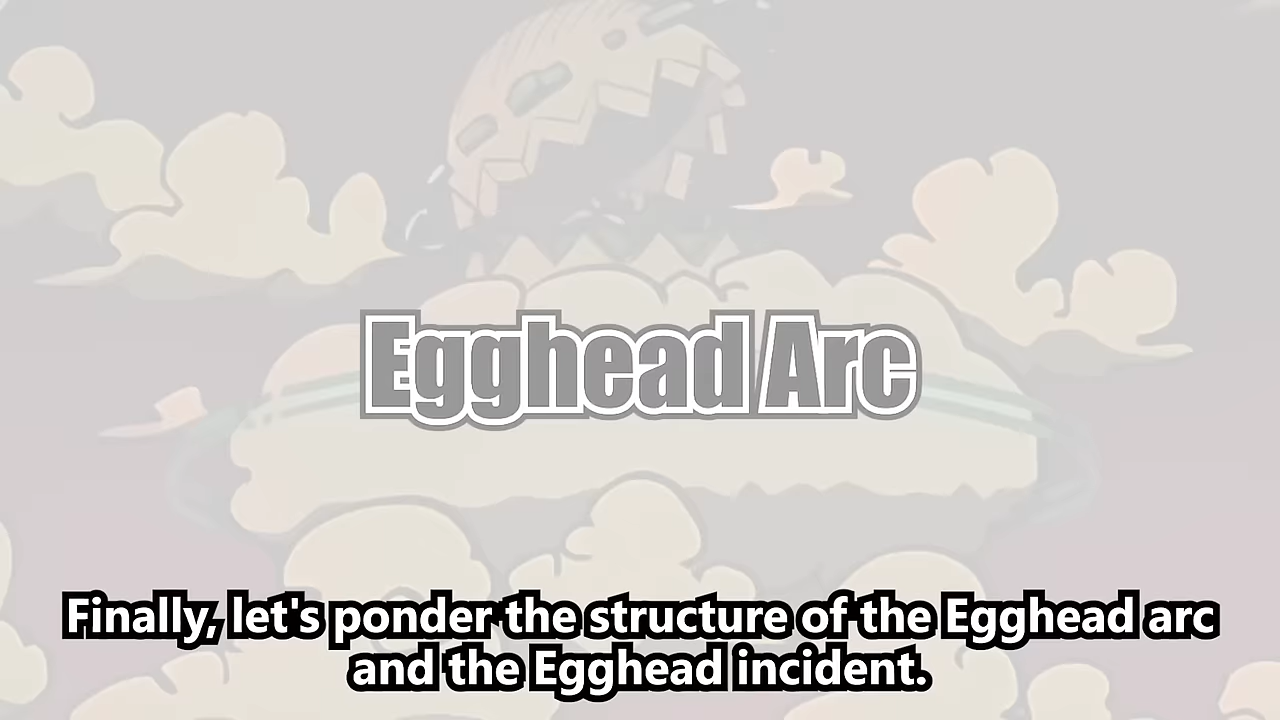 Egghead Arc
Finally, let's ponder the structure of the Egghead arc
and the Egghead incident.